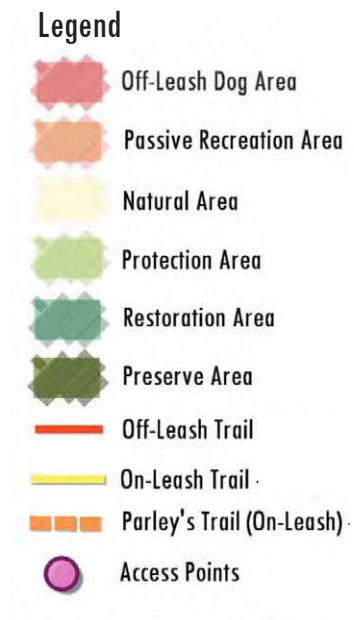 Legend
Off-Leash Dog Area
Passive Recreation Area
Natural Area
Protection Area
Restoration Area
Preserve Area
Off-Leash Trail
On-Leash Trail
Parley's Trail (On-Leash)
Access Points